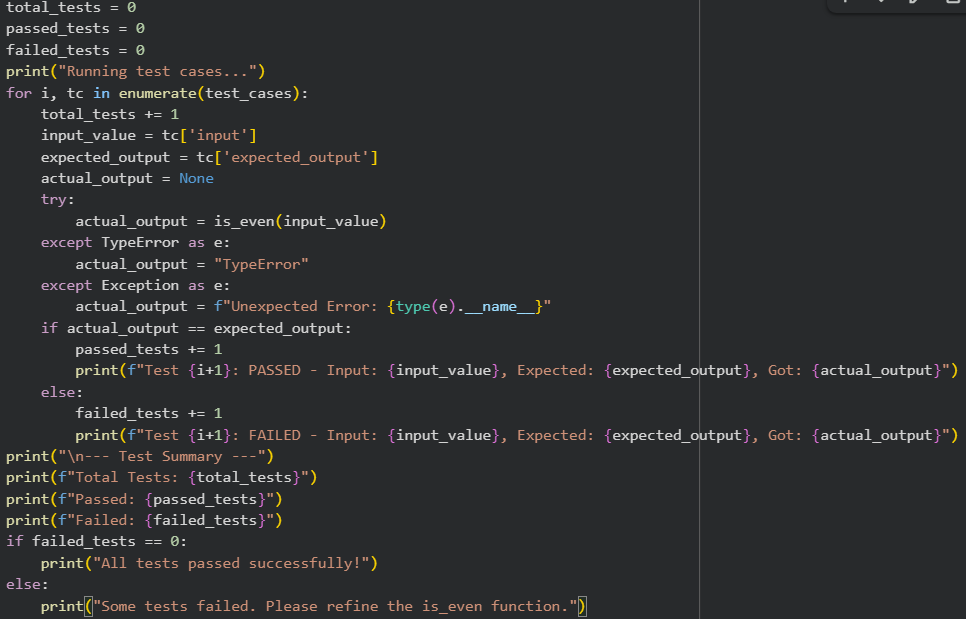 total_tests = 0
passed_tests = 0
failed_tests = 0
print("Running test cases...")
for i, tc in enumerate(test_cases):
    total_tests += 1
    input_value = tc['input']
    expected_output = tc['expected_output']
    actual_output = None
    try:
        actual_output = is_even(input_value)
    except TypeError as e:
        actual_output = "TypeError"
    except Exception as e:
        actual_output = f"Unexpected Error: {type(e).__name__}"
    if actual_output == expected_output:
        passed_tests += 1
        print(f"Test {i+1}: PASSED - Input: {input_value}, Expected: {expected_output}, Got: {actual_output}")
    else:
        failed_tests += 1
        print(f"Test {i+1}: FAILED - Input: {input_value}, Expected: {expected_output}, Got: {actual_output}")
print("\n--- Test Summary ---")
print(f"Total Tests: {total_tests}")
print(f"Passed: {passed_tests}")
print(f"Failed: {failed_tests}")
if failed_tests == 0:
    print("All tests passed successfully!")
else:
    print("Some tests failed. Please refine the is_even function.")